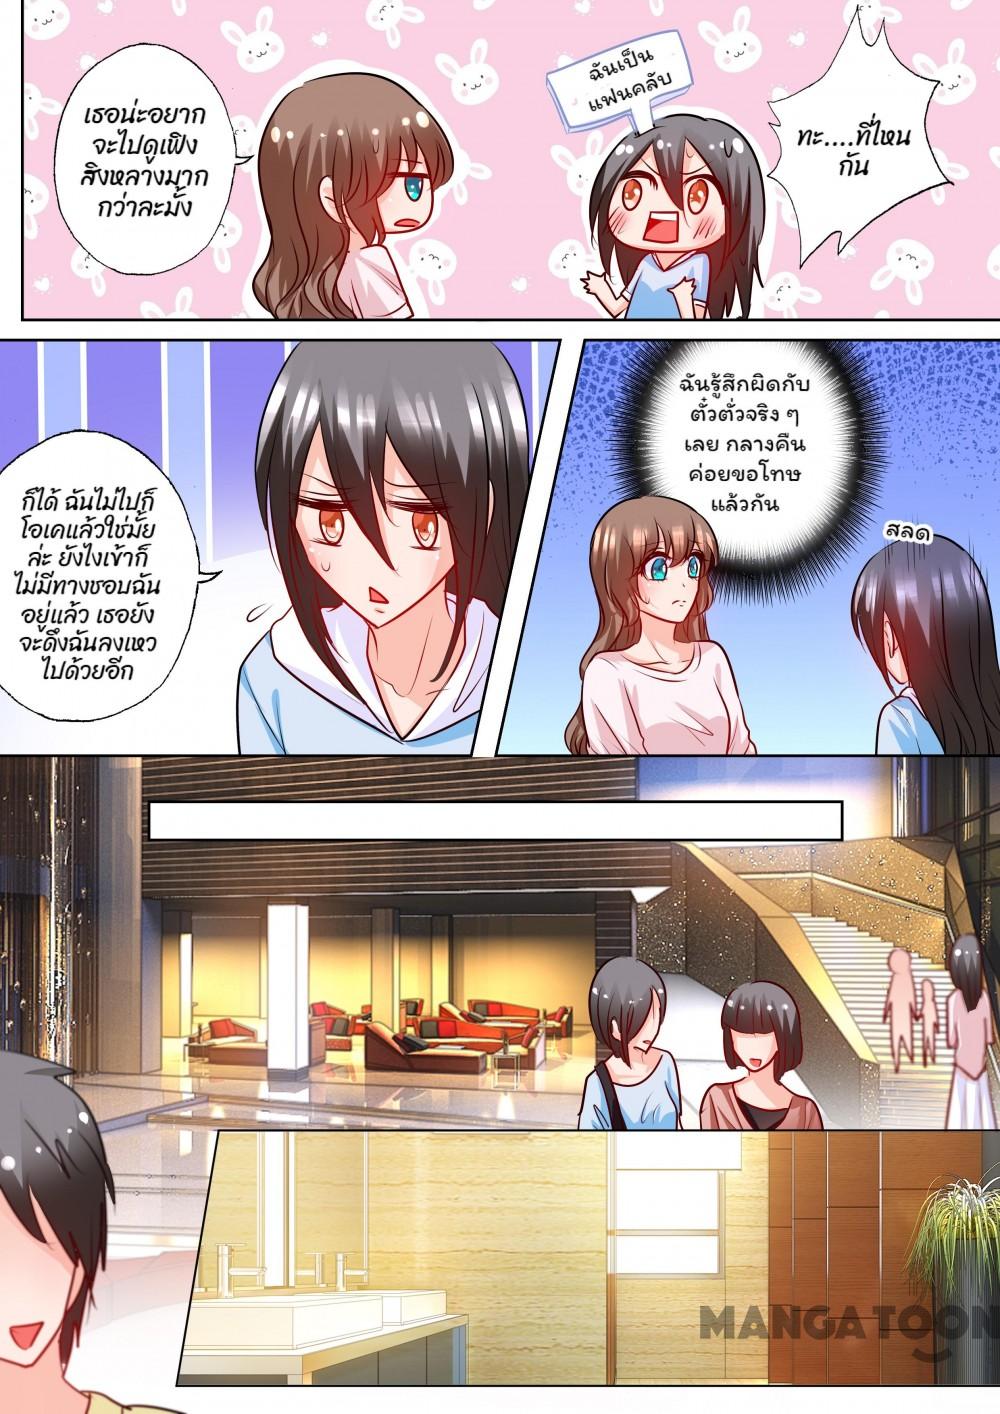 ฉันเป็น
แฟนคลับ
เธอน่ะอยาก
จะไปดูเฟิง
สิงหลางมาก
กว่าละมั้ง
ทะ....ที่ไหน
กัน
ก็ได้ ฉันไม่ไปก็
โอเคแล้วใช่มั้ย
ล่ะ ยังไงเข้าก็
ไม่มีทางชอบฉัน
อยู่แล้ว เธอยัง
จะดึงฉันลงเหว
ไปด้วยอีก
ฉันรู้สึกผิดกับ
ตั๋วตั่วจริง ๆ
เลย กลางคืน
ค่อยขอโทษ
แล้วกัน
สลด
MANGATOON